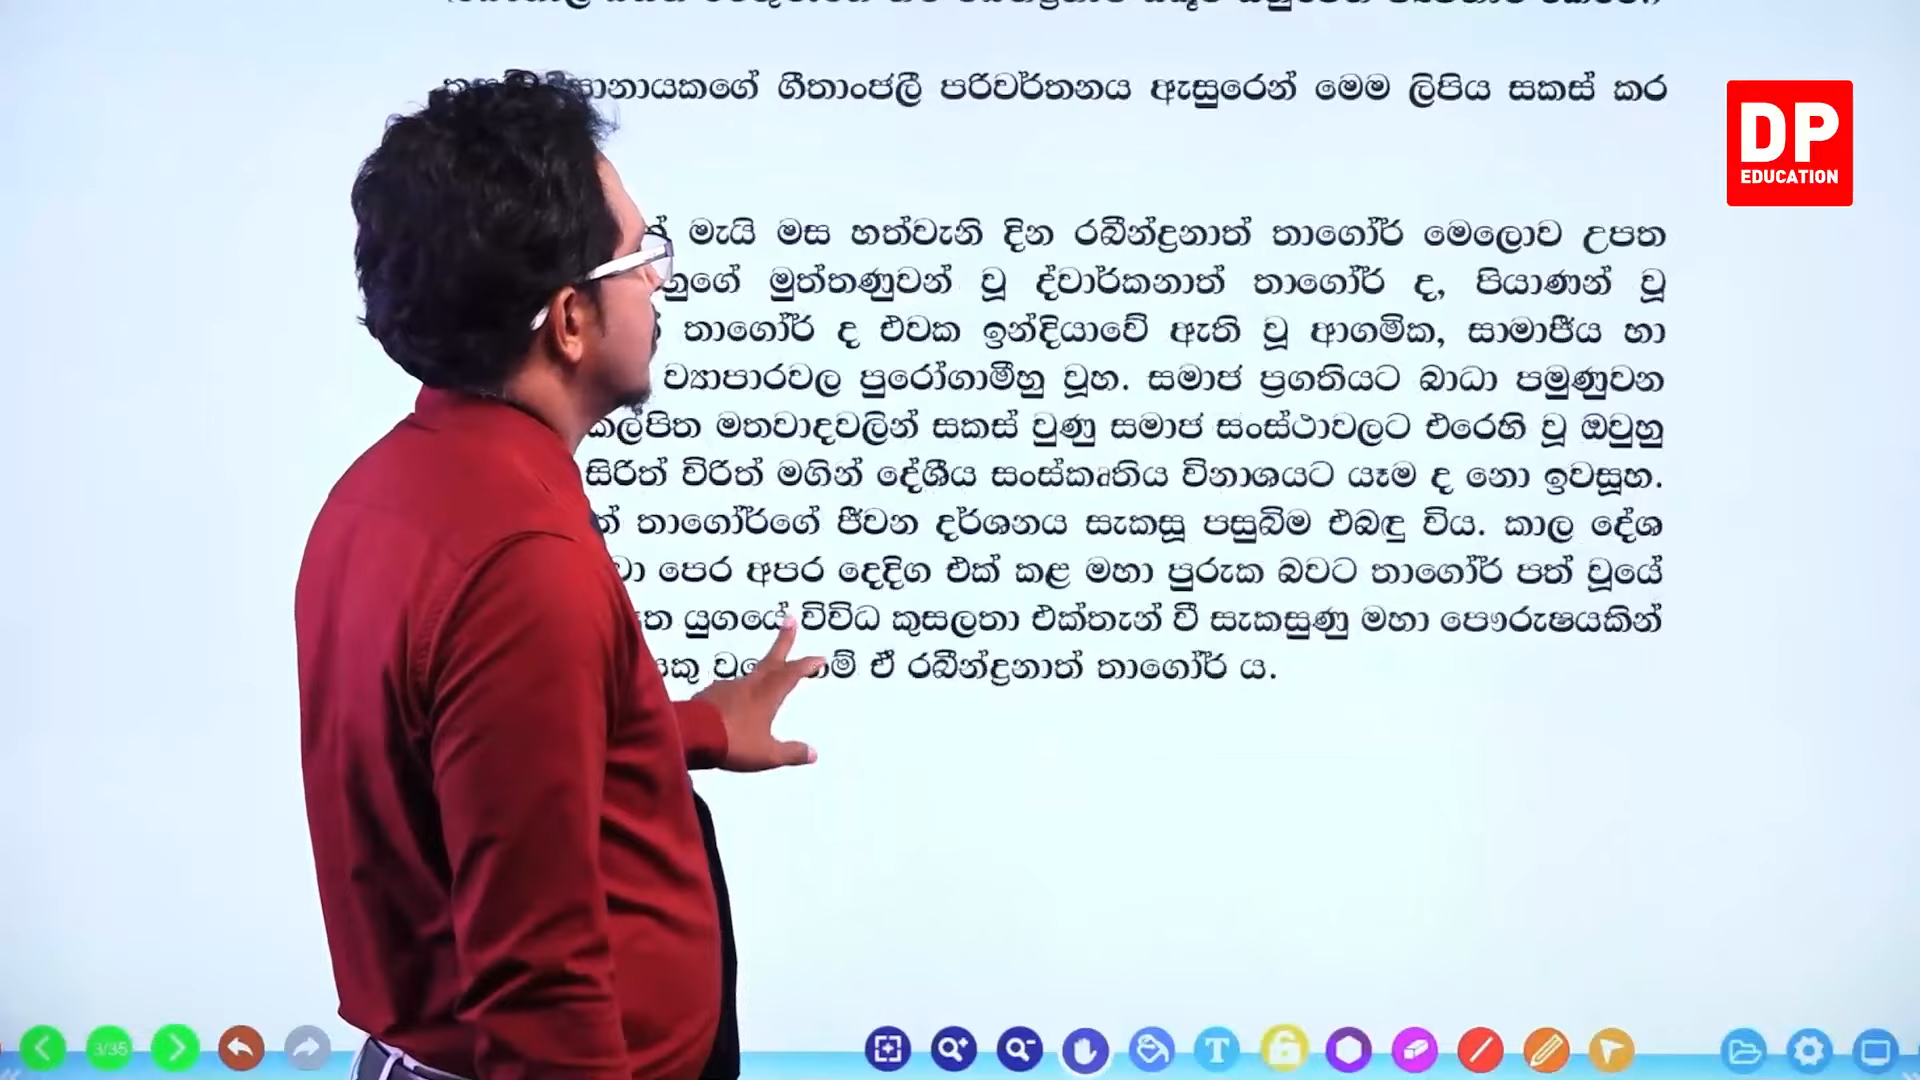 ගීතාංජලී පරිවර්තනය ඇසුරෙන් මෙම ලිපිය සකස් කර
DP
EDUCATION
මැයි මස හත්වැනි දින රබීන්ද්‍රනාත් තාගෝර් මෙලොව උපත
මුත්තණුවන් වූ ද්වාර්කනාත් තාගෝර් ද, පියාණන් වූ
තාගෝර් ද එවක ඉන්දියාවේ ඇති වූ ආගමික, සාමාජීය හා
ව්‍යාපාරවල පුරෝගාමීහු වූහ. සමාජ ප්‍රගතියට බාධා පමුණුවන
මතවාදවලින් සකස් වුණු සමාජ සංස්ථාවලට එරෙහි වූ ඔවුහු
සිරිත් විරිත් මගින් දේශීය සංස්කෘතිය විනාශයට යෑම ද නො ඉවසූහ.
තාගෝර්ගේ ජීවන දර්ශනය සැකසූ පසුබිම එබඳු විය. කාල දේශ
පෙර අපර දෙදිග එක් කළ මහා පුරුක බවට තාගෝර් පත් වූයේ
යුගයේ විවිධ කුසලතා එක්තැන් වී සැකසුණු මහා පෞරුෂයකින්
ඒ රබීන්ද්‍රනාත් තාගෝර් ය.
3/35